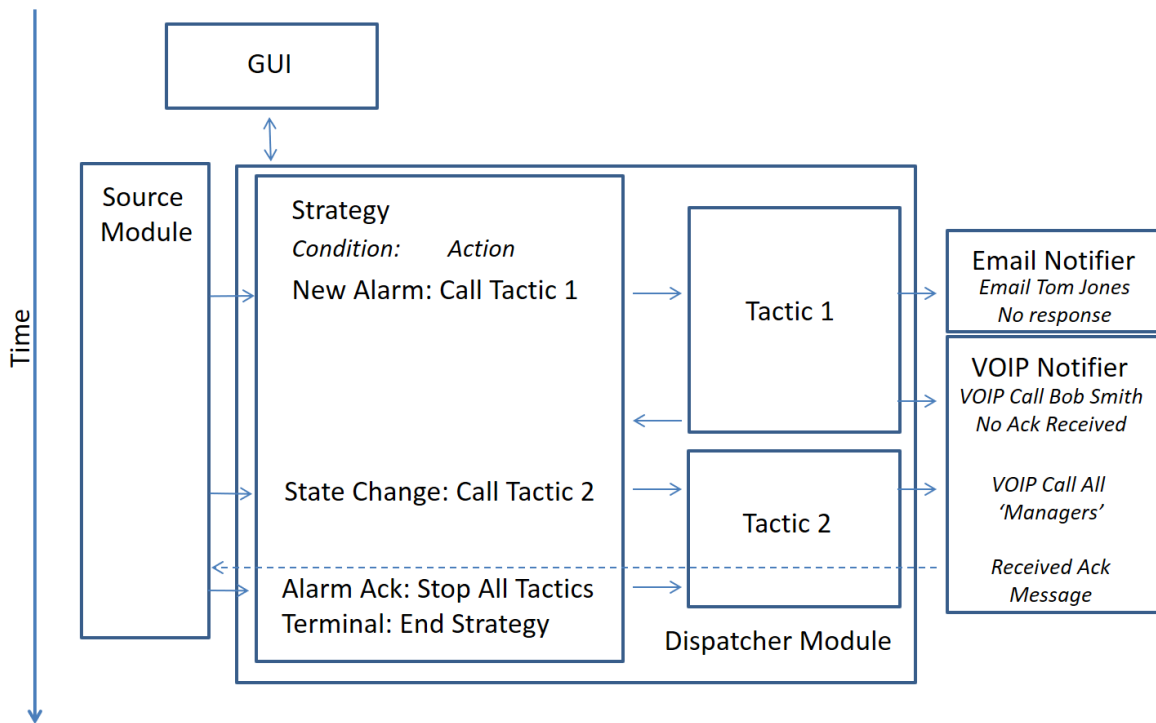 GUI
Time
Source
Module
Strategy
Condition: Action
New Alarm: Call Tactic 1
State Change: Call Tactic 2
Alarm Ack: Stop All Tactics
Terminal: End Strategy
Tactic 1
Tactic 2
Dispatcher Module
Email Notifier
Email Tom Jones
No response
VOIP Notifier
VOIP Call Bob Smith
No Ack Received
VOIP Call All
‘Managers’
Received Ack
Message